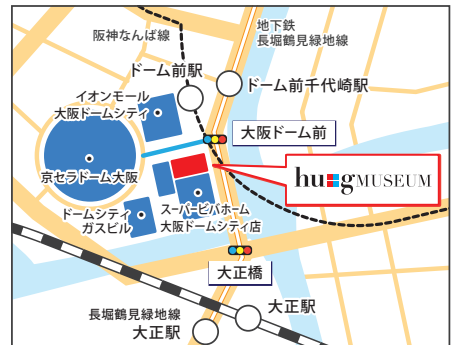 阪神なんば線
地下鉄
長堀鶴見緑地線
ドーム前駅
ドーム前千代崎駅
イオンモール
大阪ドームシティ
大阪ドーム前
京セラドーム大阪
hug MUSEUM
ドームシティ
ガスビル
スーパービバホーム
大阪ドームシティ店
大正橋
長堀鶴見緑地線
大正駅
大正駅